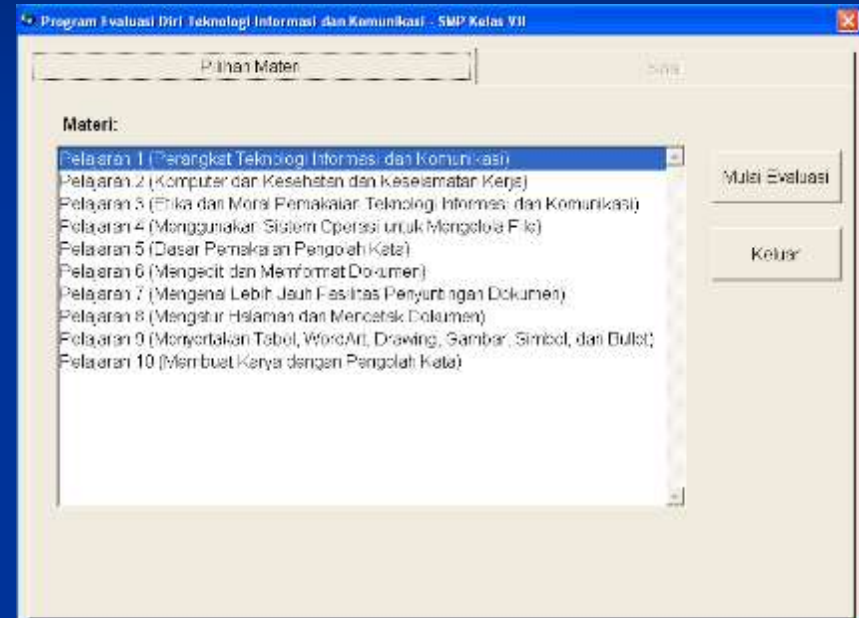 Program Evaluasi Diri Teknologi Informasi dan Komunikasi - SMP Kelas VII
Pilihan Materi
Materi:
Pelajaran 1 (Perangkat Teknologi Informasi dan Komunikasi)
Pelajaran 2 (Komputer dan Kesehatan dan Keselamatan Kerja)
Pelajaran 3 (Etika dan Moral Pemakaian Teknologi Informasi dan Komunikasi)
Pelajaran 4 (Menggunakan Sistem Operasi untuk Mengelola File)
Pelajaran 5 (Dasar Pemakaian Pengolah Kata)
Pelajaran 6 (Mengedit dan Memformat Dokumen)
Pelajaran 7 (Mengenal Lebih Jauh Fasilitas Penyuntingan Dokumen)
Pelajaran 8 (Mengatur Halaman dan Mencetak Dokumen)
Pelajaran 9 (Menyertakan Tabel, WordArt, Drawing, Gambar, Simbol, dan Bullet)
Pelajaran 10 (Membuat Karya dengan Pengolah Kata)
Mulai Evaluasi
Keluar